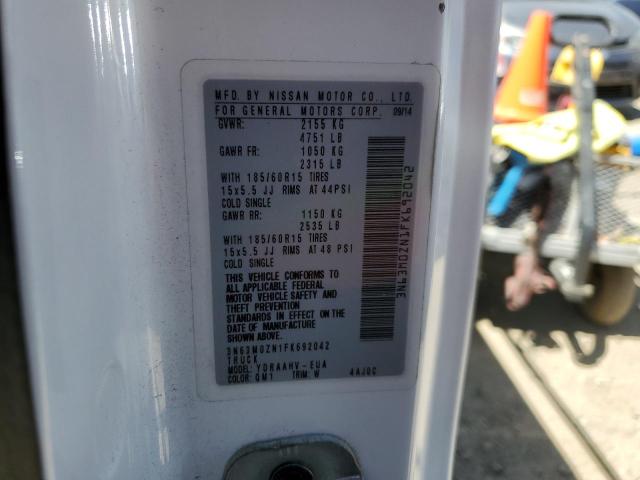 MFD. BY NISSAN MOTOR CO., LTD.
FOR GENERAL MOTORS CORP. 09/14
GVWR: 2155 KG
4751 LB
GAWR FR: 1050 KG
2315 LB
WITH 185/60R15 TIRES
15x5.5 JJ RIMS AT 44PSI
COLD SINGLE
GAWR RR: 1150 KG
2535 LB
WITH 185/60R15 TIRES
15x5.5 JJ RIMS AT 48 PSI
COLD SINGLE
THIS VEHICLE CONFORMS TO
ALL APPLICABLE FEDERAL
MOTOR VEHICLE SAFETY AND
THEFT PREVENTION
STANDARDS IN EFFECT ON THE
DATE OF MANUFACTURE
SHOWN ABOVE
3N63M0ZN1FK692042
TRUCK
MODEL: YDRAAHV-EUA
COLOR: QM1 TRIM: W 4AJ0C
3N63M0ZN1FK692042